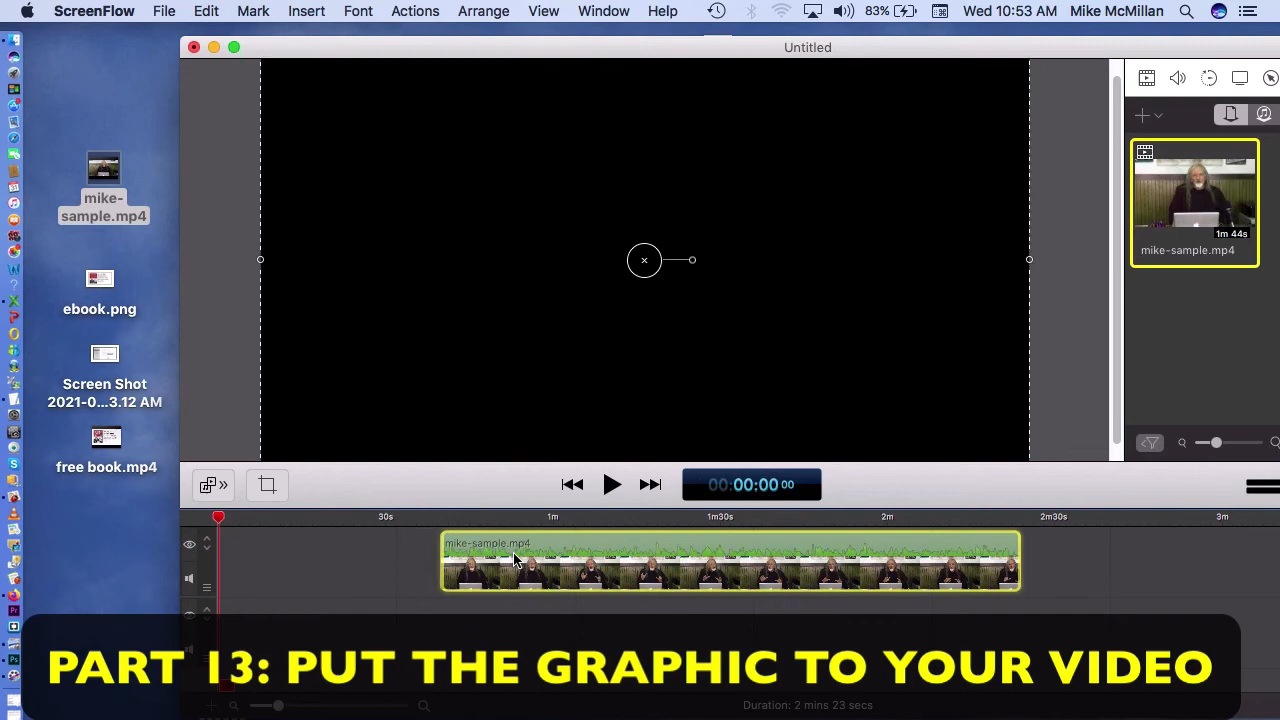 ScreenFlow File Edit Mark Insert Font Actions Arrange View Window Help 83% Wed 10:53 AM Mike McMillan
Untitled
mike-
sample.mp4
ebook.png
Screen Shot
2021-0...3.12 AM
free book.mp4
1m 44s
mike-sample.mp4
00:00:00 00
30s 1m 1m30s 2m 2m30s 3m
mike-sample.mp4
PART 13: PUT THE GRAPHIC TO YOUR VIDEO
Duration: 2 mins 23 secs